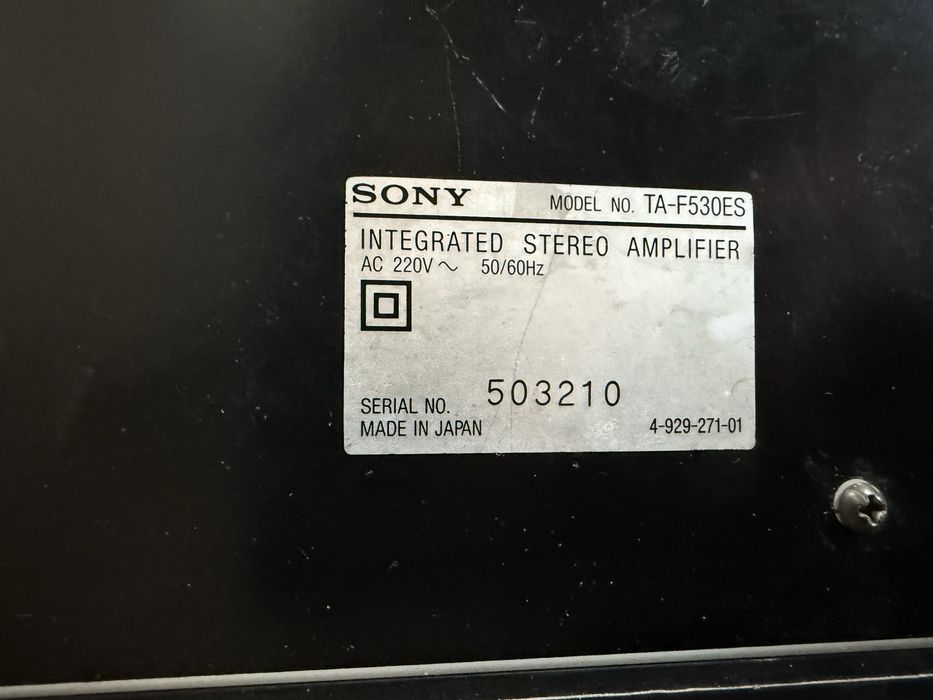 SONY MODEL NO. TA-F530ES
INTEGRATED STEREO AMPLIFIER
AC 220V ~ 50/60Hz
SERIAL NO. 503210
MADE IN JAPAN 4-929-271-01